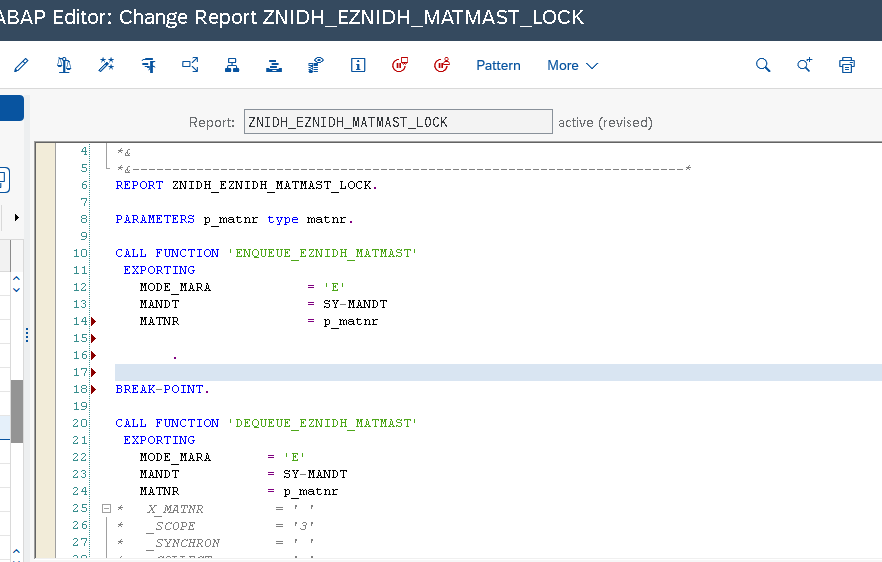 ABAP Editor: Change Report ZNIDH_EZNIDH_MATMAST_LOCK
Pattern More
Report: ZNIDH_EZNIDH_MATMAST_LOCK active (revised)
4 *&
5 *&---------------------------------------------------------------------*
6 REPORT ZNIDH_EZNIDH_MATMAST_LOCK.
7
8 PARAMETERS p_matnr type matnr.
9
10 CALL FUNCTION 'ENQUEUE_EZNIDH_MATMAST'
11 EXPORTING
12 MODE_MARA = 'E'
13 MANDT = SY-MANDT
14 MATNR = p_matnr
15
16 .
17
18 BREAK-POINT.
19
20 CALL FUNCTION 'DEQUEUE_EZNIDH_MATMAST'
21 EXPORTING
22 MODE_MARA = 'E'
23 MANDT = SY-MANDT
24 MATNR = p_matnr
25 * X_MATNR = ' '
26 * _SCOPE = '3'
27 * _SYNCHRON = ' '